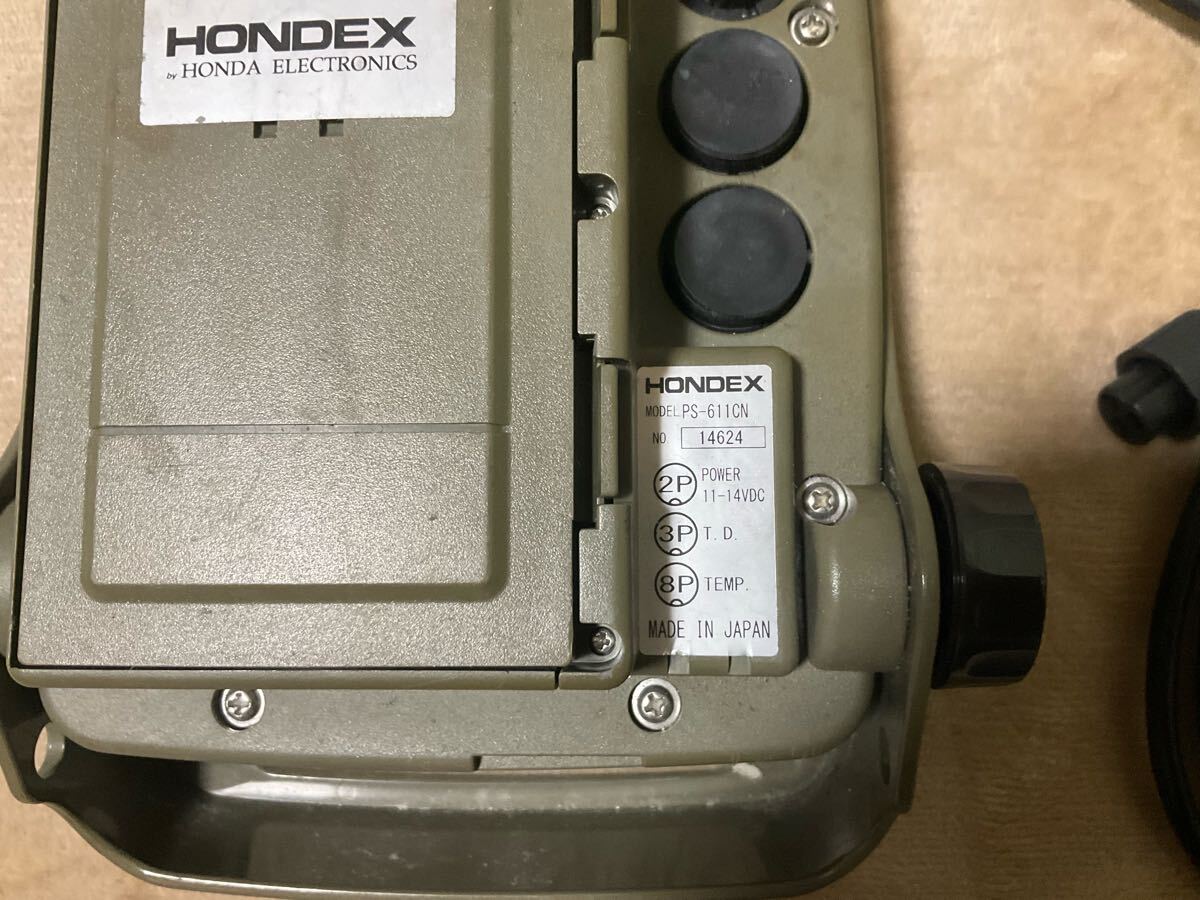 HONDEX
by HONDA ELECTRONICS
HONDEX
MODEL PS-611CN
NO. 14624
2P POWER
11-14VDC
3P T.D.
8P TEMP.
MADE IN JAPAN